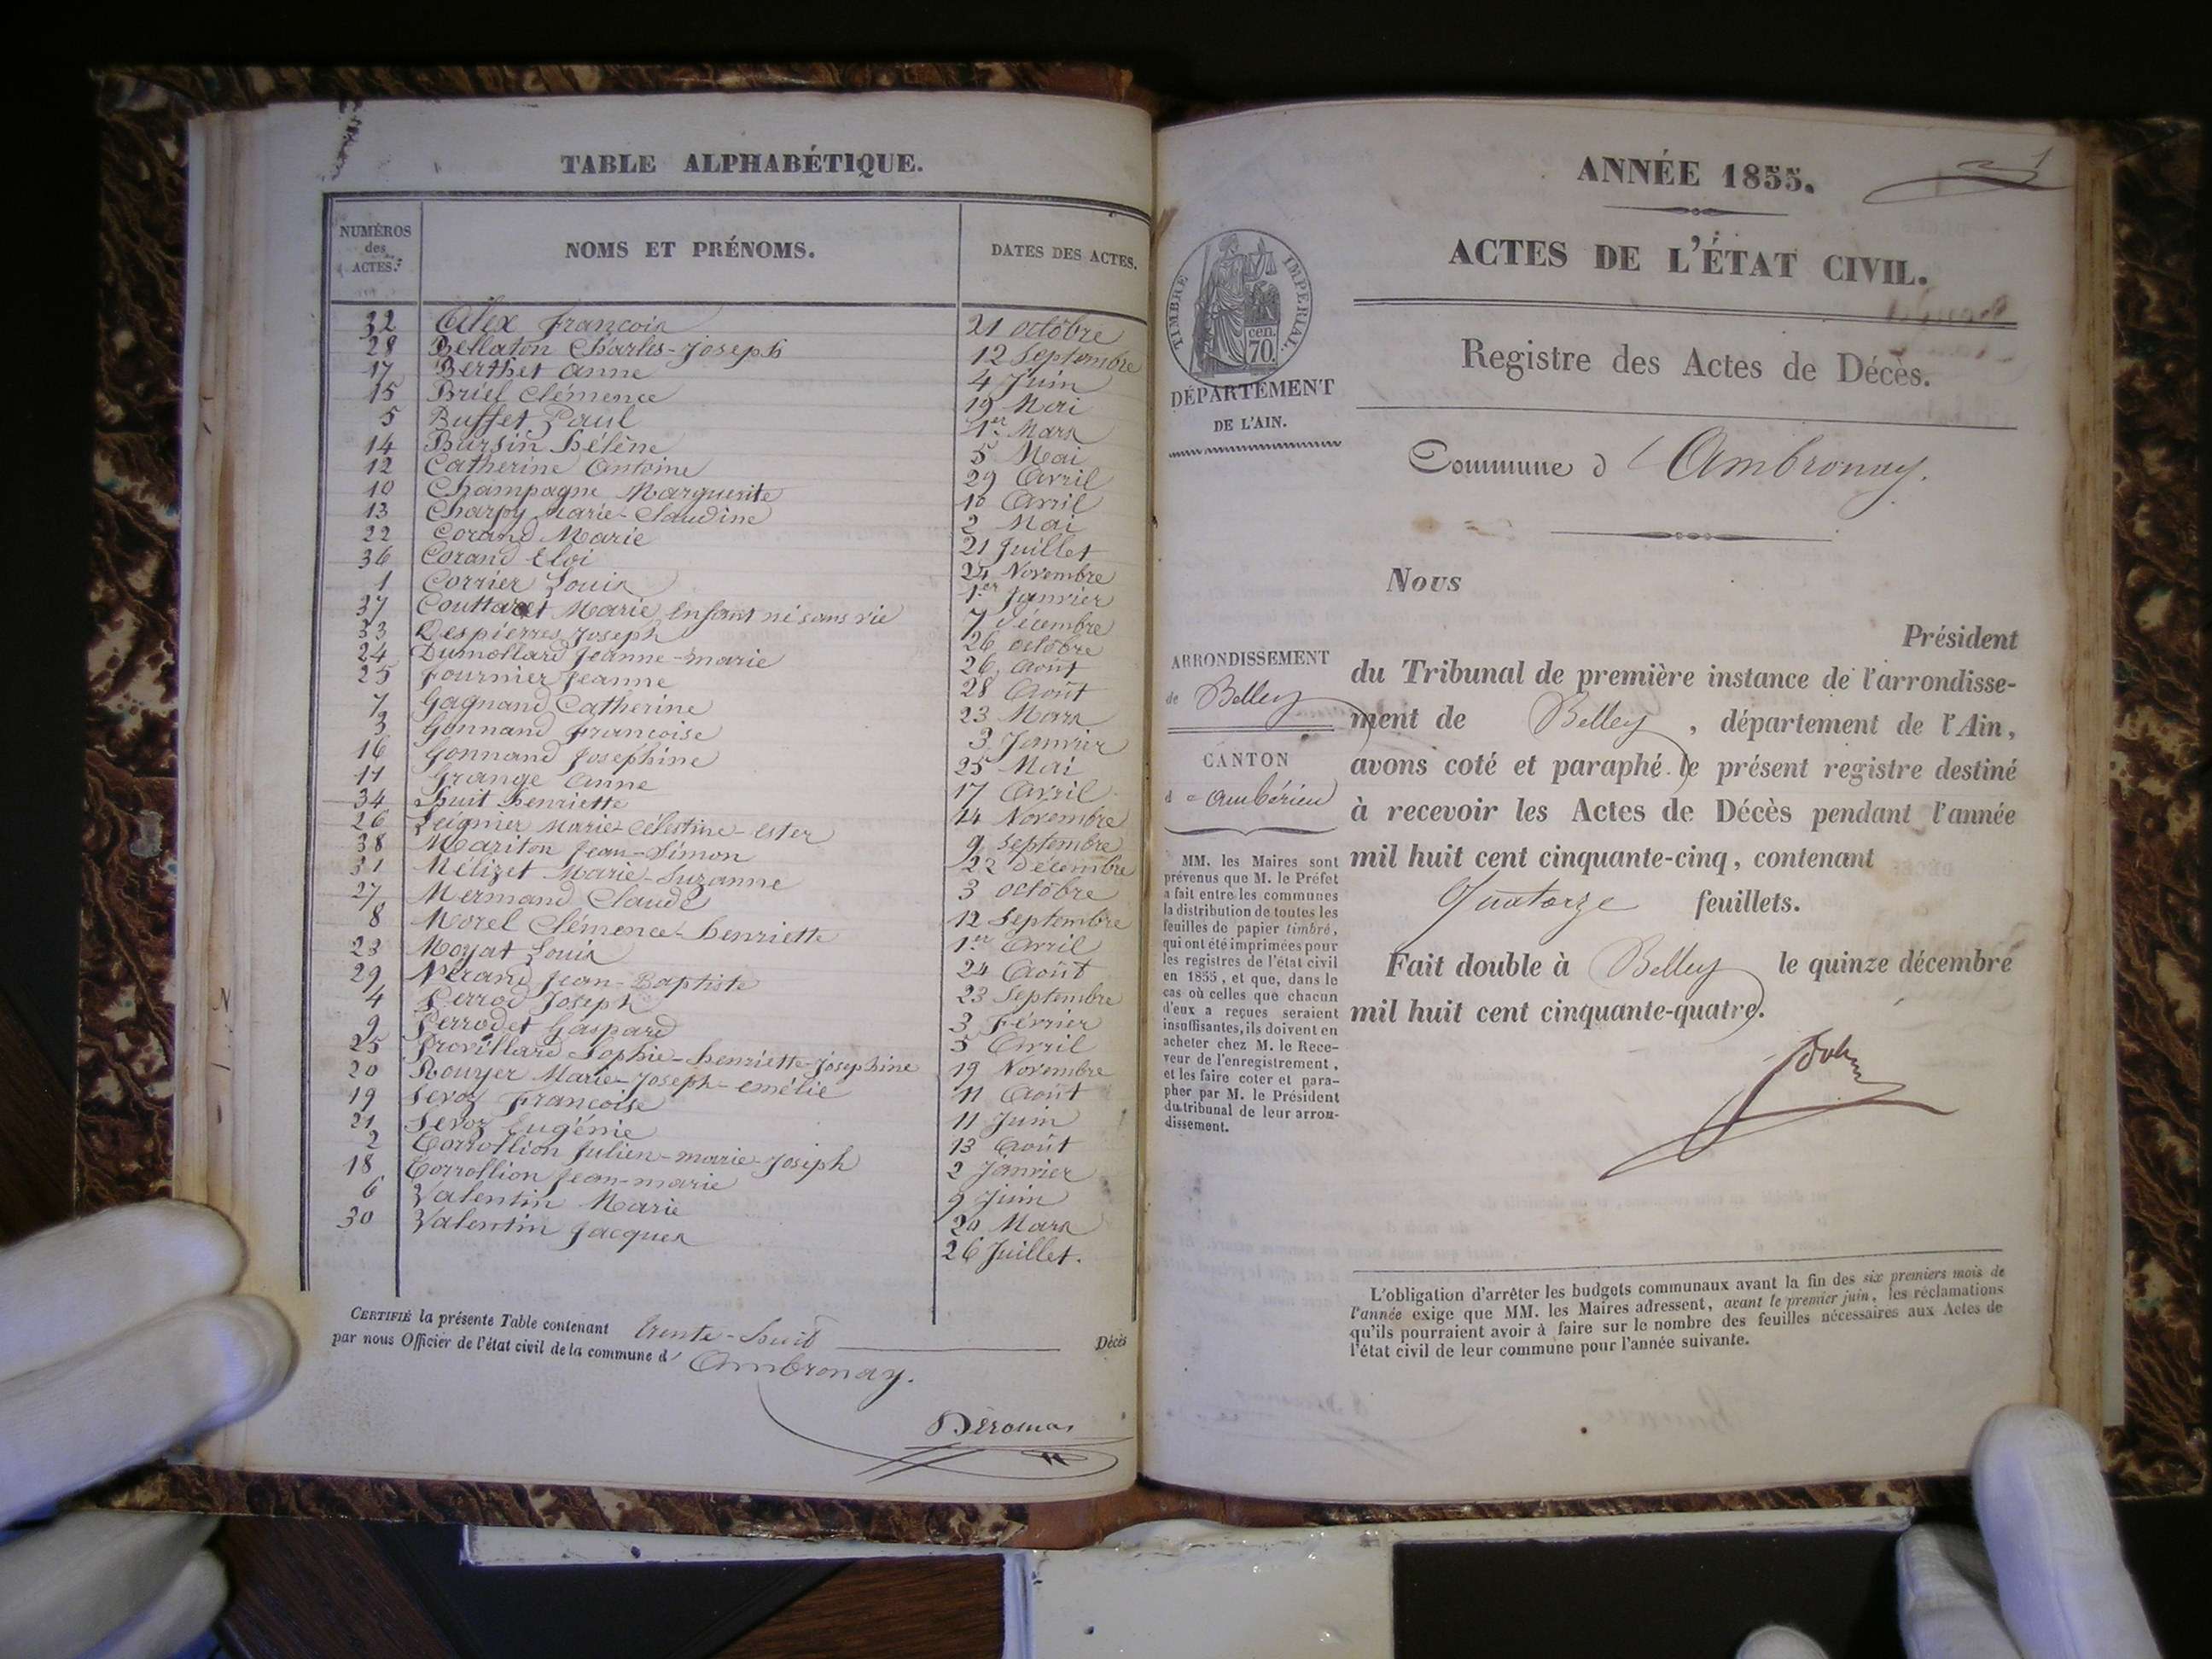 TABLE ALPHABÉTIQUE.
NUMÉROS des ACTES. NOMS ET PRÉNOMS. DATES DES ACTES.
32 Alex François 21 octobre
28 Bellaton Charles-Joseph 12 Septembre
17 Berthet Anne 4 Juin
15 Briel Clémence 19 Mai
5 Buffet Paul 1er Mars
14 Bursin hélène 5 Mai
12 Catherine Antoine 29 Avril
10 Champagne Marguerite 10 Avril
13 Charpy Marie-Claudine 2 Mai
22 Corand Marie 21 Juillet
36 Corand Eloi 24 Novembre
1 Corrier Louis 1er Janvier
37 Couttaret Marie enfant né sans vie 7 décembre
33 Despierres Joseph 26 octobre
24 Dumollard Jeanne-marie 26 Août
25 Fournier Jeanne 28 Août
7 Gagnand Catherine 23 Mars
3 Gonnand Françoise 3 Janvier
16 Gonnand Josephine 25 Mai
11 Grange Anne 17 Avril
34 huit henriette 14 Novembre
26 Leignier Marie-Celestine-ester 9 Septembre
38 Mariton Jean-Simon 22 décembre
31 Mélizet Marie-Suzanne 3 octobre
27 Mermand Claude 12 Septembre
8 Morel Clémence-henriette 1er Avril
23 Moyat Louis 24 Août
29 Nérand Jean-Baptiste 23 Septembre
4 Perrod Joseph 3 Février
9 Perrodet Gaspard 5 Avril
25 Provillard Sophie-henriette-Josephine 19 Novembre
20 Rouyer Marie-Joseph-emélie 11 Août
19 Sevoz Françoise 11 Juin
21 Sevoz Eugénie 13 Août
2 Torrollion Julien-marie-Joseph 2 Janvier
18 Torrollion Jean-marie 9 Juin
6 Valentin Marie 20 Mars
30 Valentin Jacques 26 Juillet.
CERTIFIÉ la présente Table contenant trente-huit Décès
par nous Officier de l'état civil de la commune d' Ambronay.
ANNÉE 1855.
1
ACTES DE L'ÉTAT CIVIL.
TIMBRE IMPÉRIAL.
70 cen.
DÉPARTEMENT
DE L'AIN.
Registre des Actes de Décès.
Commune d'Ambronay.
ARRONDISSEMENT
de Belley
CANTON
d'ambérieu
MM. les Maires sont
prévenus que M. le Préfet
a fait entre les communes
la distribution de toutes les
feuilles de papier timbré,
qui ont été imprimées pour
les registres de l'état civil
en 1855, et que, dans le
cas où celles que chacun
d'eux a reçues seraient
insuffisantes, ils doivent en
acheter chez M. le Rece-
veur de l'enregistrement,
et les faire coter et para-
pher par M. le Président
du tribunal de leur arron-
dissement.
Nous
Président
du Tribunal de première instance de l'arrondisse-
ment de Belley, département de l'Ain,
avons coté et paraphé le présent registre destiné
à recevoir les Actes de Décès pendant l'année
mil huit cent cinquante-cinq, contenant
Quatorze feuillets.
Fait double à Belley le quinze décembre
mil huit cent cinquante-quatre.
L'obligation d'arrêter les budgets communaux avant la fin des six premiers mois de
l'année exige que MM. les Maires adressent, avant le premier juin, les réclamations
qu'ils pourraient avoir à faire sur le nombre des feuilles nécessaires aux Actes de
l'état civil de leur commune pour l'année suivante.